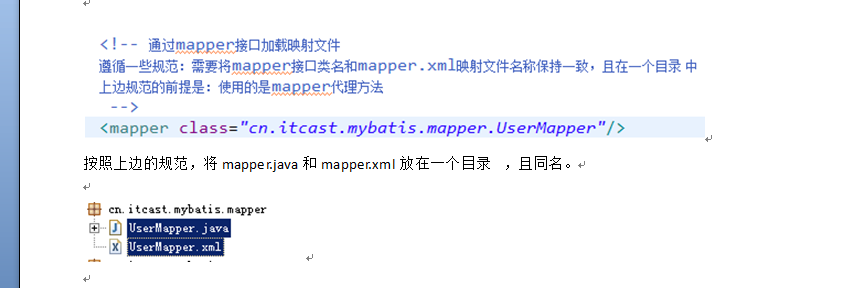 <!-- 通过mapper接口加载映射文件
遵循一些规范：需要将mapper接口类名和mapper.xml映射文件名称保持一致，且在一个目录 中
上边规范的前提是：使用的是mapper代理方法
-->
<mapper class="cn.itcast.mybatis.mapper.UserMapper"/>
按照上边的规范，将 mapper.java 和 mapper.xml 放在一个目录 ，且同名。
cn.itcast.mybatis.mapper
UserMapper.java
UserMapper.xml